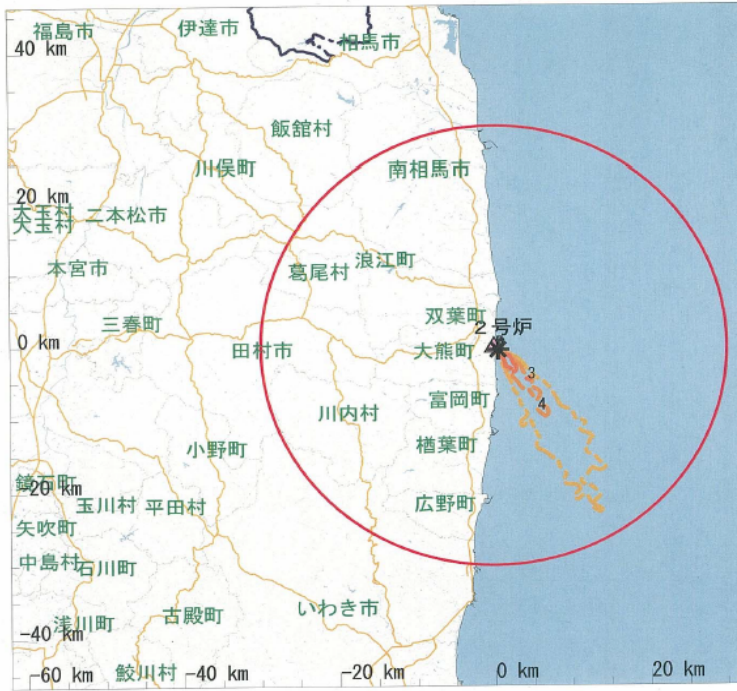 福島市
伊達市
相馬市
40 km
飯舘村
川俣町
南相馬市
20 km
大玉村
大玉村
二本松市
本宮市
葛尾村
浪江町
双葉町
三春町
2号炉
0 km
田村市
大熊町
3
4
富岡町
川内村
小野町
楢葉町
鏡石町
-20 km
玉川村
平田村
広野町
矢吹町
中島村
石川町
古殿町
いわき市
浅川町
-40 km
鮫川村
-60 km
-40 km
-20 km
0 km
20 km